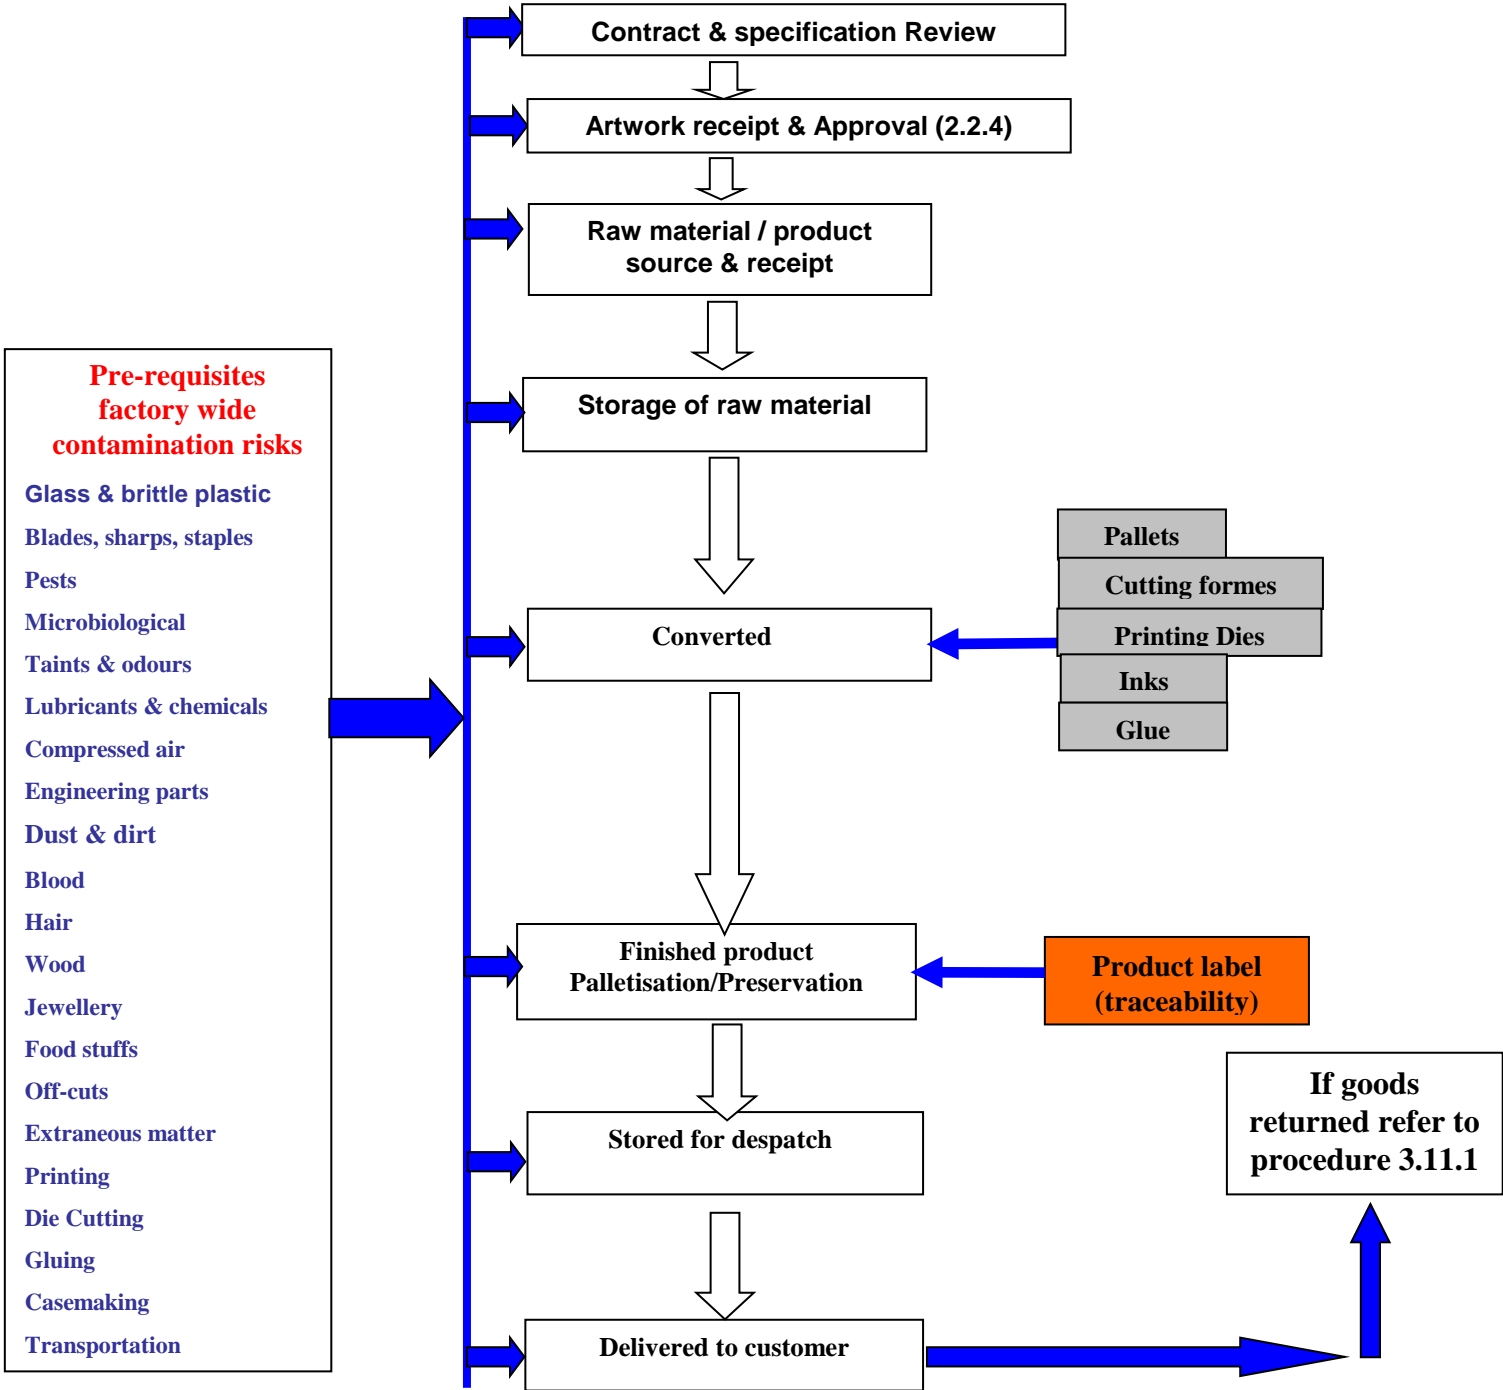 Contract & specification Review
Artwork receipt & Approval (2.2.4)
Raw material / product
source & receipt
Storage of raw material
Converted
Finished product
Palletisation/Preservation
Stored for despatch
Delivered to customer
Pre-requisites
factory wide
contamination risks
Glass & brittle plastic
Blades, sharps, staples
Pests
Microbiological
Taints & odours
Lubricants & chemicals
Compressed air
Engineering parts
Dust & dirt
Blood
Hair
Wood
Jewellery
Food stuffs
Off-cuts
Extraneous matter
Printing
Die Cutting
Gluing
Casemaking
Transportation
Pallets
Cutting formes
Printing Dies
Inks
Glue
Product label
(traceability)
If goods
returned refer to
procedure 3.11.1